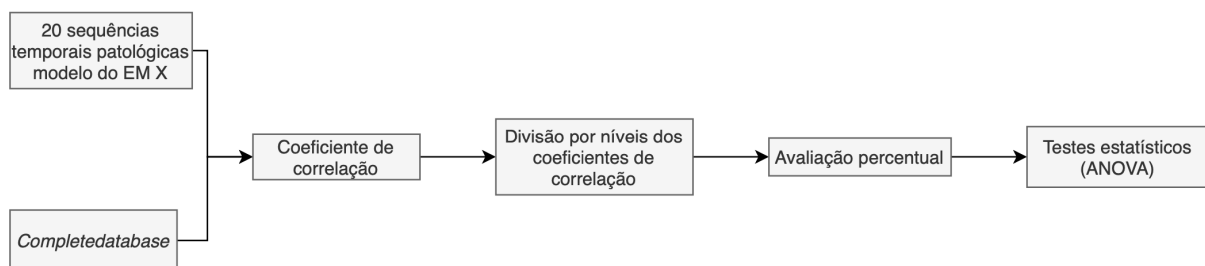 20 sequências
temporais patológicas
modelo do EM X
Completedatabase
Coeficiente de
correlação
Divisão por níveis dos
coeficientes de
correlação
Avaliação percentual
Testes estatísticos
(ANOVA)